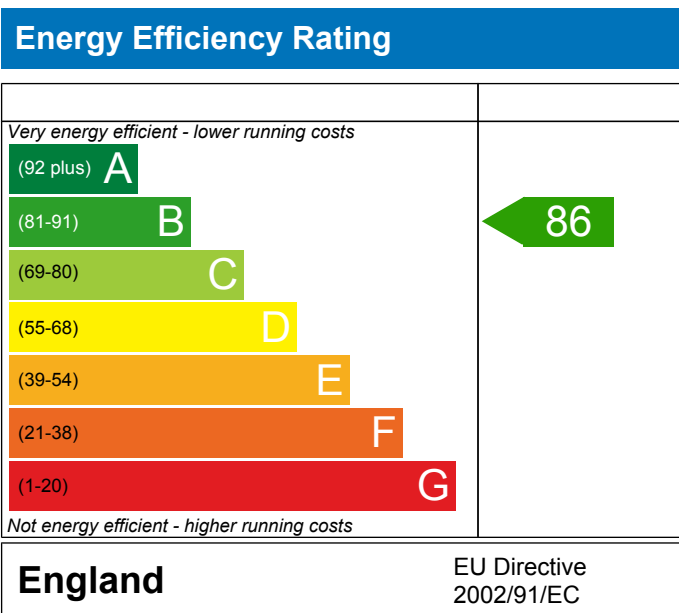 Energy Efficiency Rating
Very energy efficient - lower running costs
(92 plus) A
(81-91) B
86
(69-80) C
(55-68) D
(39-54) E
(21-38) F
(1-20) G
Not energy efficient - higher running costs
England
EU Directive
2002/91/EC